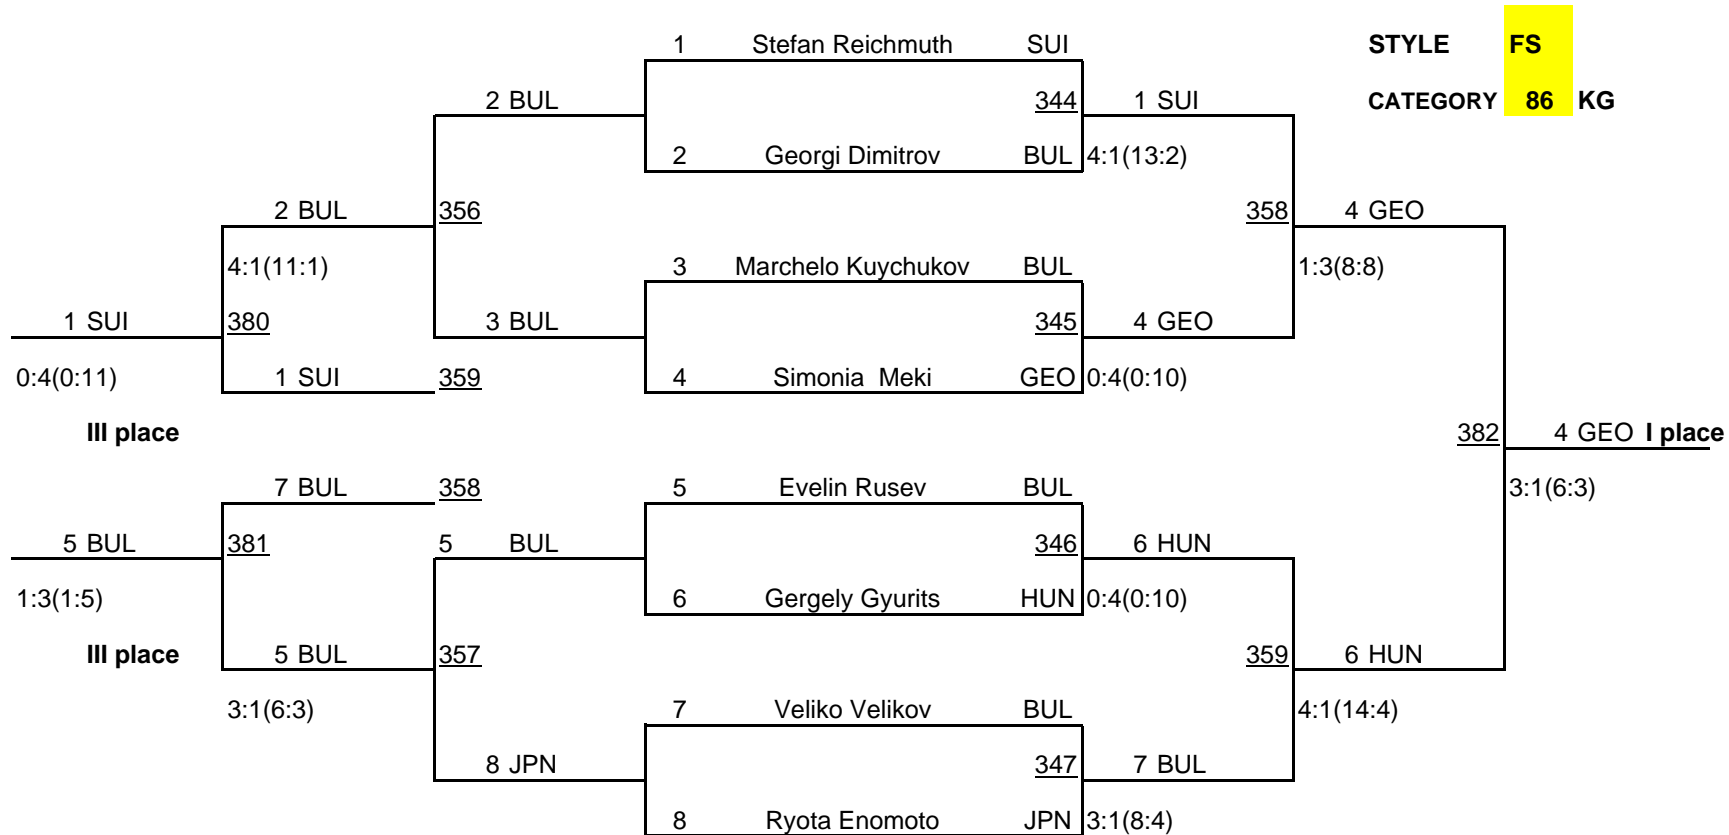 1 Stefan Reichmuth SUI STYLE FS
2 BUL 344 1 SUI CATEGORY 86 KG
2 Georgi Dimitrov BUL 4:1(13:2)
2 BUL 356 358 4 GEO
4:1(11:1) 3 Marchelo Kuychukov BUL 1:3(8:8)
1 SUI 380 3 BUL 345 4 GEO
0:4(0:11) 1 SUI 359 4 Simonia Meki GEO 0:4(0:10)
III place 382 4 GEO I place
7 BUL 358 5 Evelin Rusev BUL 3:1(6:3)
5 BUL 381 5 BUL 346 6 HUN
1:3(1:5) 6 Gergely Gyurits HUN 0:4(0:10)
III place 5 BUL 357 359 6 HUN
3:1(6:3) 7 Veliko Velikov BUL 4:1(14:4)
8 JPN 347 7 BUL
8 Ryota Enomoto JPN 3:1(8:4)